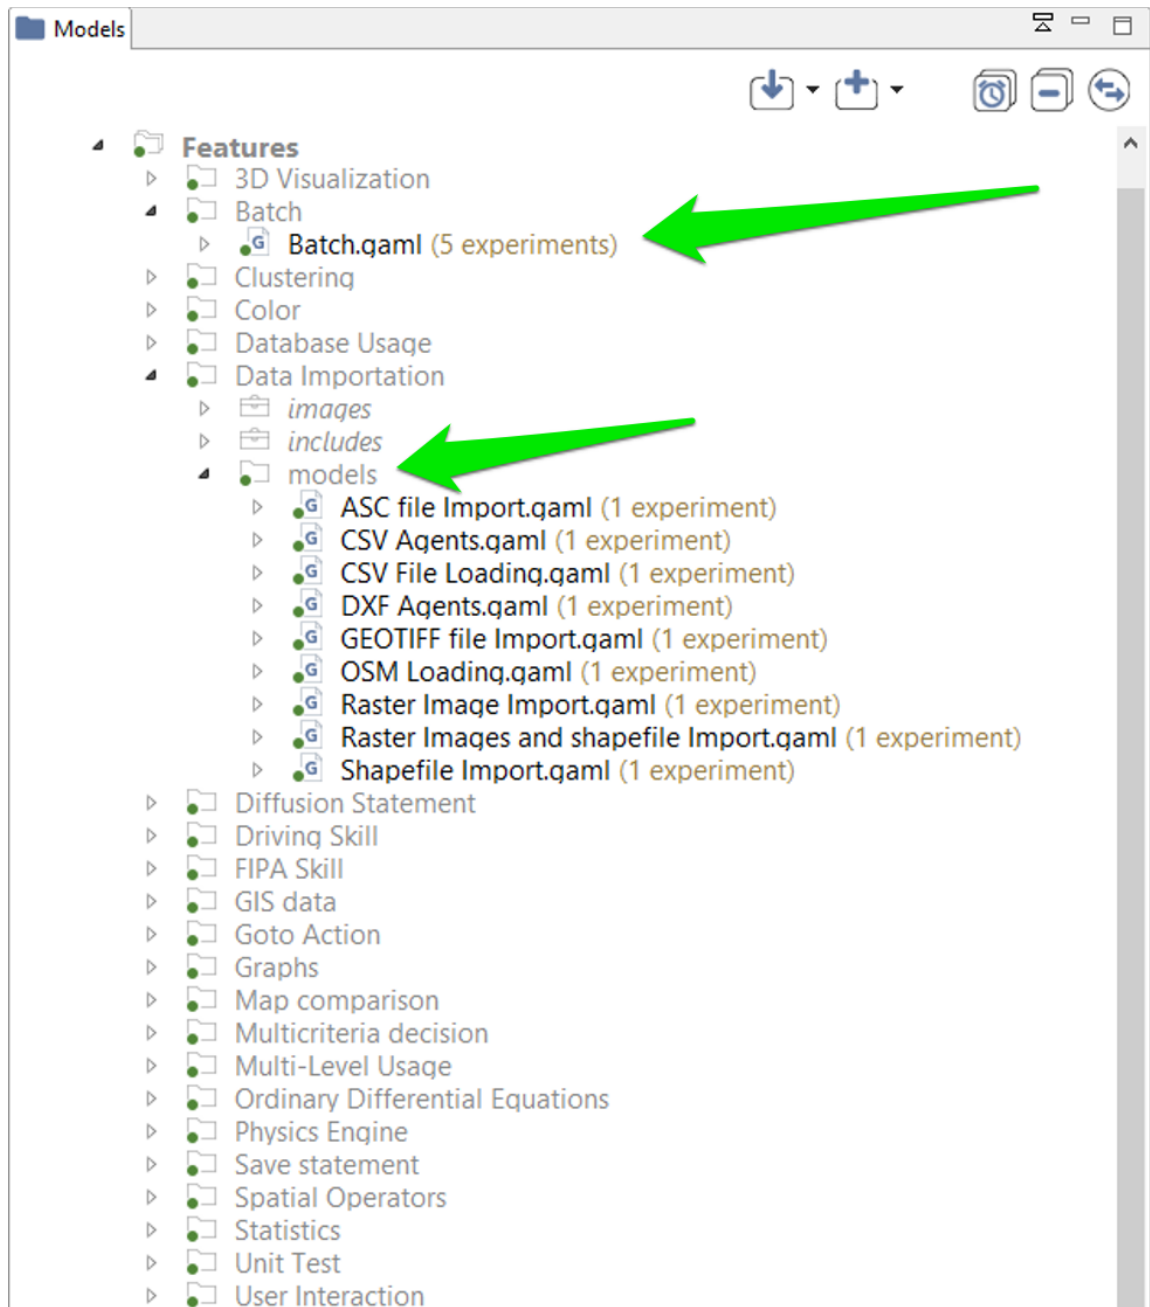 Models
Features
3D Visualization
Batch
Batch.gaml (5 experiments)
Clustering
Color
Database Usage
Data Importation
images
includes
models
ASC file Import.gaml (1 experiment)
CSV Agents.gaml (1 experiment)
CSV File Loading.gaml (1 experiment)
DXF Agents.gaml (1 experiment)
GEOTIFF file Import.gaml (1 experiment)
OSM Loading.gaml (1 experiment)
Raster Image Import.gaml (1 experiment)
Raster Images and shapefile Import.gaml (1 experiment)
Shapefile Import.gaml (1 experiment)
Diffusion Statement
Driving Skill
FIPA Skill
GIS data
Goto Action
Graphs
Map comparison
Multicriteria decision
Multi-Level Usage
Ordinary Differential Equations
Physics Engine
Save statement
Spatial Operators
Statistics
Unit Test
User Interaction